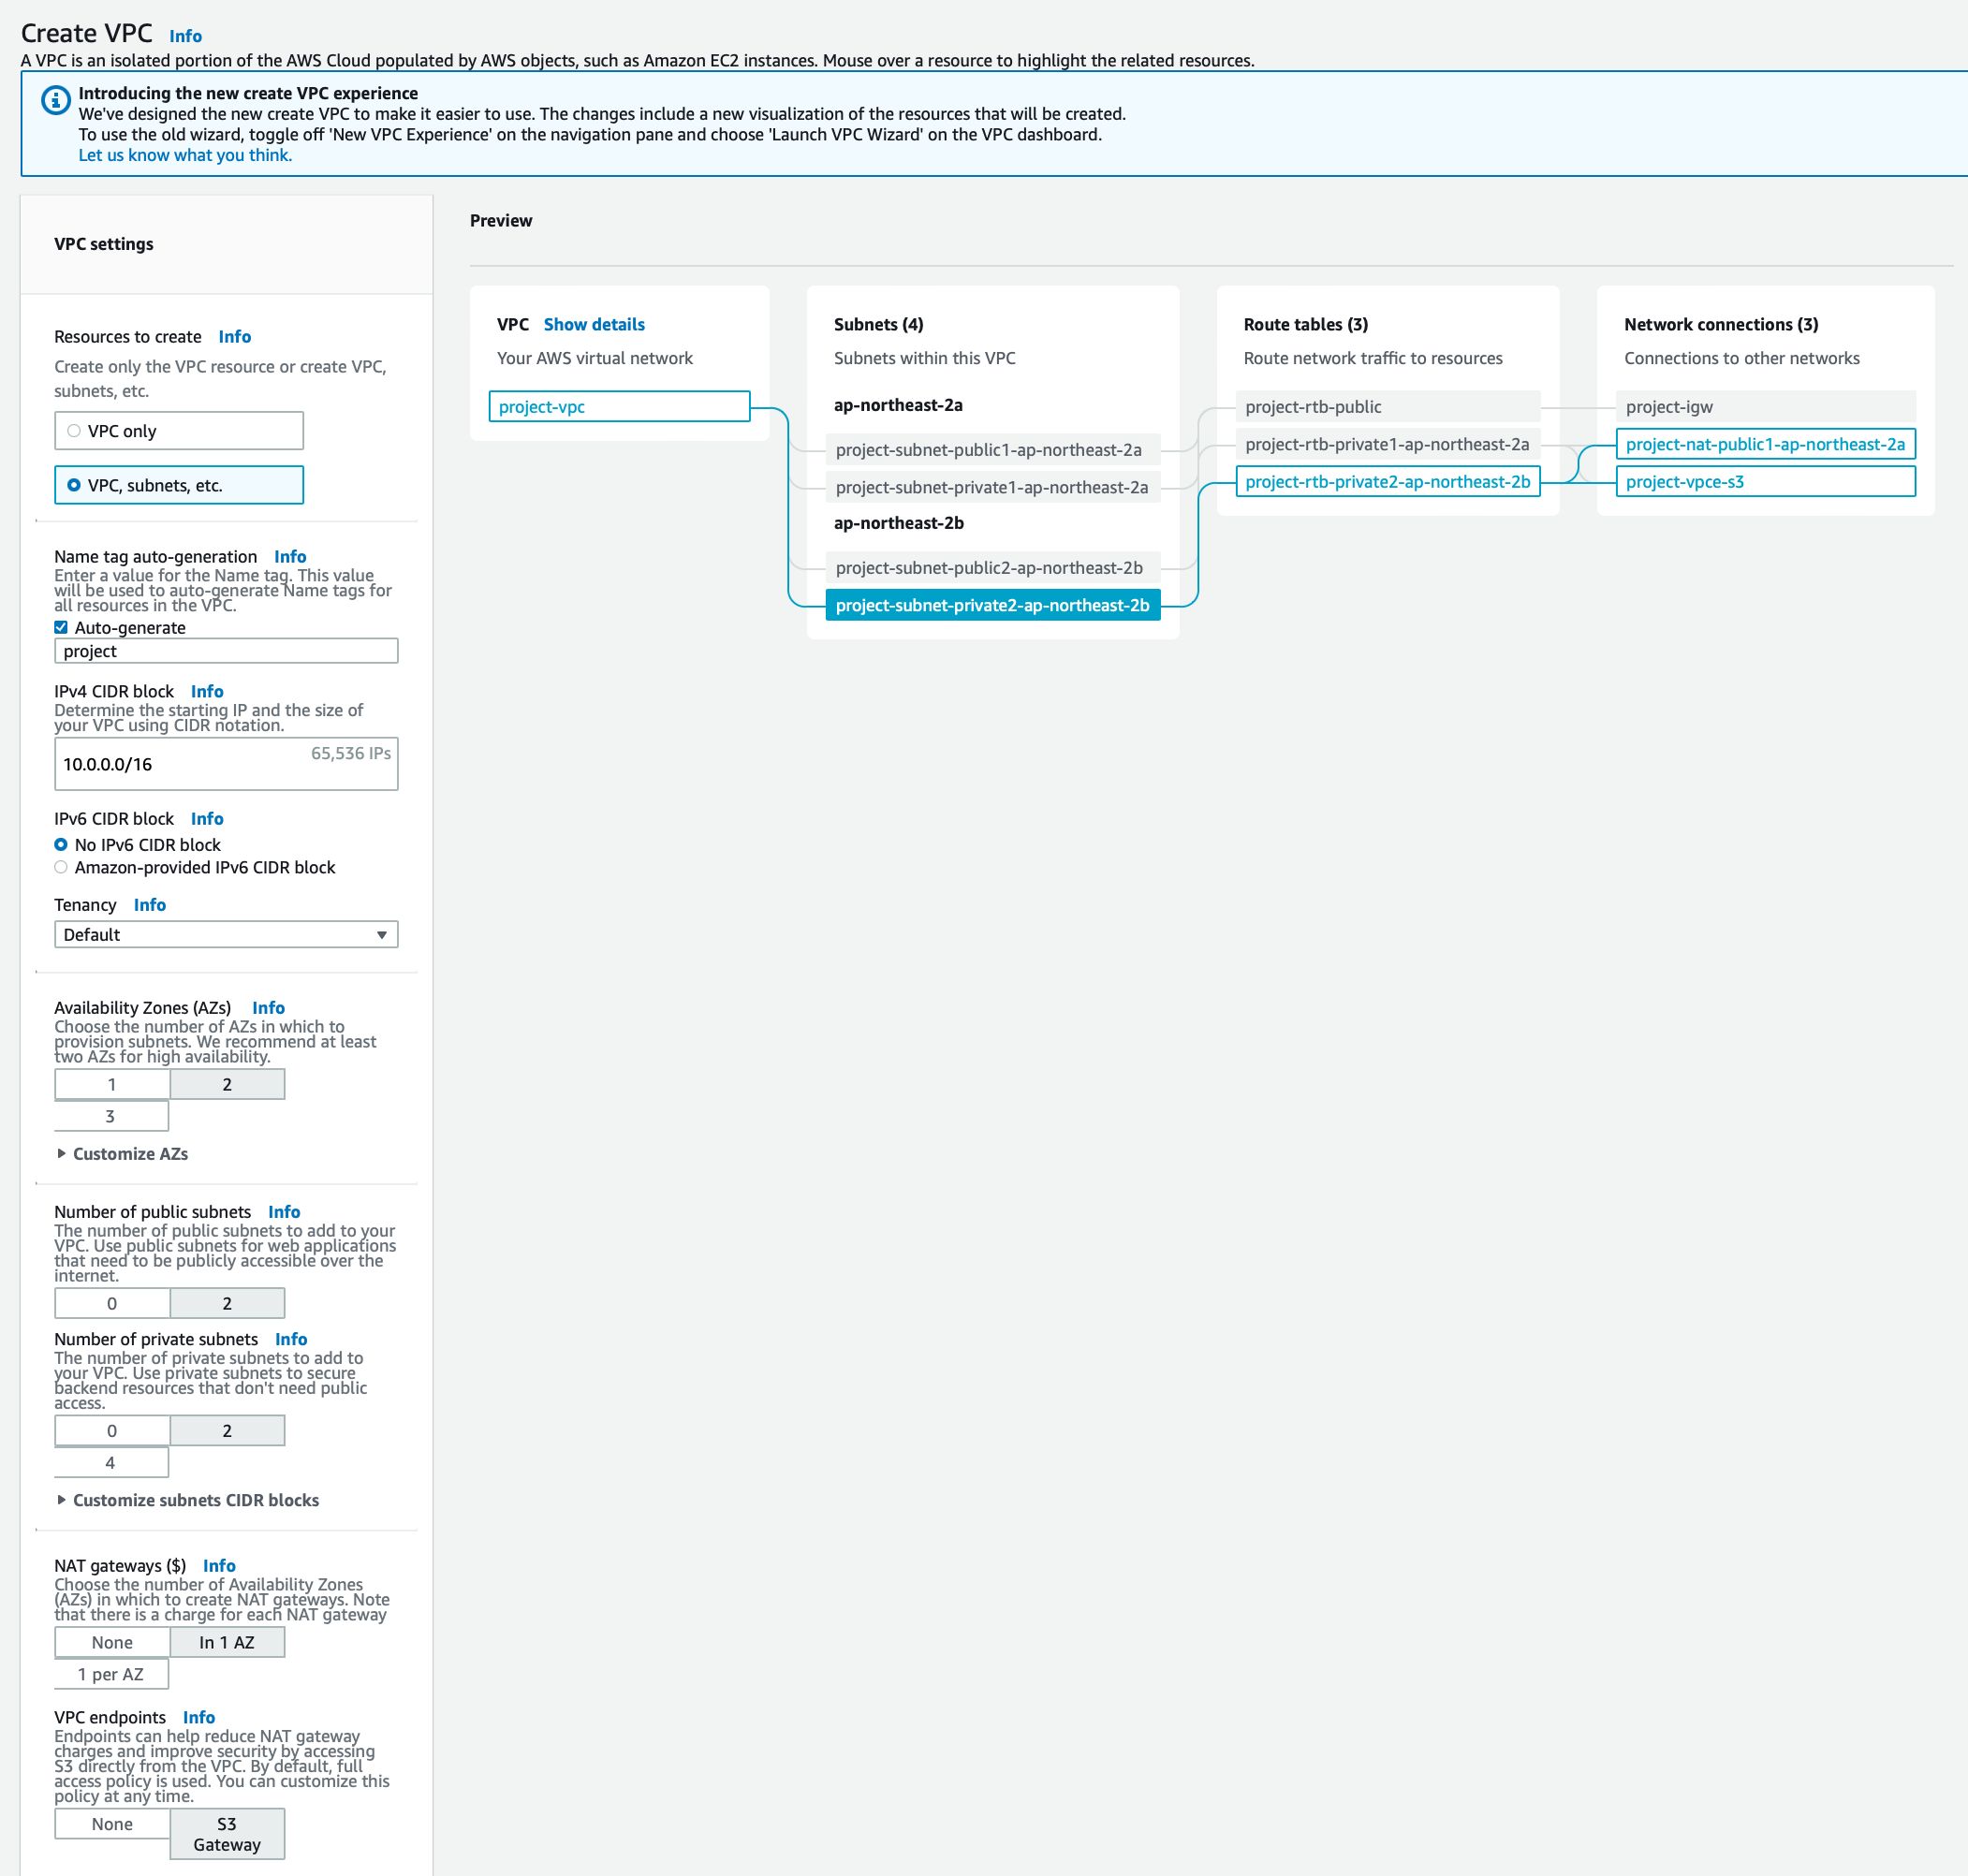 Create VPC Info
A VPC is an isolated portion of the AWS Cloud populated by AWS objects, such as Amazon EC2 instances. Mouse over a resource to highlight the related resources.
Introducing the new create VPC experience
We've designed the new create VPC to make it easier to use. The changes include a new visualization of the resources that will be created.
To use the old wizard, toggle off 'New VPC Experience' on the navigation pane and choose 'Launch VPC Wizard' on the VPC dashboard.
Let us know what you think.
VPC settings
Resources to create Info
Create only the VPC resource or create VPC,
subnets, etc.
VPC only
VPC, subnets, etc.
Name tag auto-generation Info
Enter a value for the Name tag. This value
will be used to auto-generate Name tags for
all resources in the VPC.
Auto-generate
project
IPv4 CIDR block Info
Determine the starting IP and the size of
your VPC using CIDR notation.
10.0.0.0/16 65,536 IPs
IPv6 CIDR block Info
No IPv6 CIDR block
Amazon-provided IPv6 CIDR block
Tenancy Info
Default
Availability Zones (AZs) Info
Choose the number of AZs in which to
provision subnets. We recommend at least
two AZs for high availability.
1 2
3
Customize AZs
Number of public subnets Info
The number of public subnets to add to your
VPC. Use public subnets for web applications
that need to be publicly accessible over the
internet.
0 2
Number of private subnets Info
The number of private subnets to add to
your VPC. Use private subnets to secure
backend resources that don't need public
access.
0 2
4
Customize subnets CIDR blocks
NAT gateways ($) Info
Choose the number of Availability Zones
(AZs) in which to create NAT gateways. Note
that there is a charge for each NAT gateway
None In 1 AZ
1 per AZ
VPC endpoints Info
Endpoints can help reduce NAT gateway
charges and improve security by accessing
S3 directly from the VPC. By default, full
access policy is used. You can customize this
policy at any time.
None S3
Gateway
Preview
VPC Show details
Your AWS virtual network
project-vpc
Subnets (4)
Subnets within this VPC
ap-northeast-2a
project-subnet-public1-ap-northeast-2a
project-subnet-private1-ap-northeast-2a
ap-northeast-2b
project-subnet-public2-ap-northeast-2b
project-subnet-private2-ap-northeast-2b
Route tables (3)
Route network traffic to resources
project-rtb-public
project-rtb-private1-ap-northeast-2a
project-rtb-private2-ap-northeast-2b
Network connections (3)
Connections to other networks
project-igw
project-nat-public1-ap-northeast-2a
project-vpce-s3